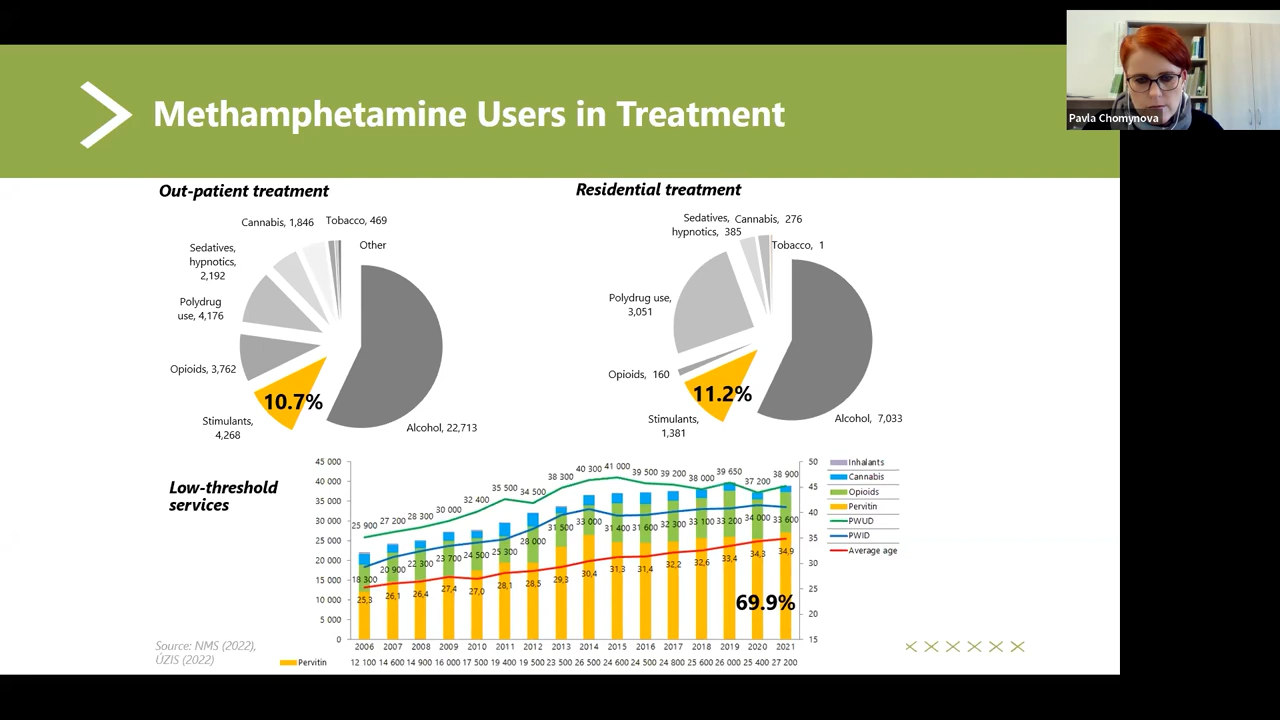 Pavla Chomynova
Methamphetamine Users in Treatment
Out-patient treatment
Cannabis, 1,846
Tobacco, 469
Other
Sedatives,
hypnotics,
2,192
Polydrug
use, 4,176
Opioids, 3,762
10.7%
Stimulants,
4,268
Alcohol, 22,713
Residential treatment
Sedatives,
hypnotics, 385
Cannabis, 276
Tobacco, 1
Polydrug use,
3,051
Opioids, 160
11.2%
Stimulants,
1,381
Alcohol, 7,033
Low-threshold
services
45 000
40 000
35 000
30 000
25 000
20 000
15 000
10 000
5 000
0
25 900 27 200 28 300 30 000 32 400 35 500 34 500 38 300 40 300 41 000 39 500 39 200 38 000 39 650 37 200 38 900
18 300 20 900 22 300 23 700 24 500 25 300 28 000 31 500 33 000 31 400 31 600 32 300 33 100 33 200 34 000 33 600
25,3 26,1 26,4 27,4 27,0 28,1 28,5 29,3 30,4 31,3 31,4 32,2 32,6 33,4 34,3 34,9
69.9%
50
45
40
35
30
25
20
15
Inhalants
Cannabis
Opioids
Pervitin
PWUD
PWID
Average age
2006 2007 2008 2009 2010 2011 2012 2013 2014 2015 2016 2017 2018 2019 2020 2021
Pervitin 12 100 14 600 14 900 16 000 17 500 19 400 19 500 23 500 26 500 24 600 24 500 24 800 25 600 26 000 25 400 27 200
Source: NMS (2022),
ÚZIS (2022)